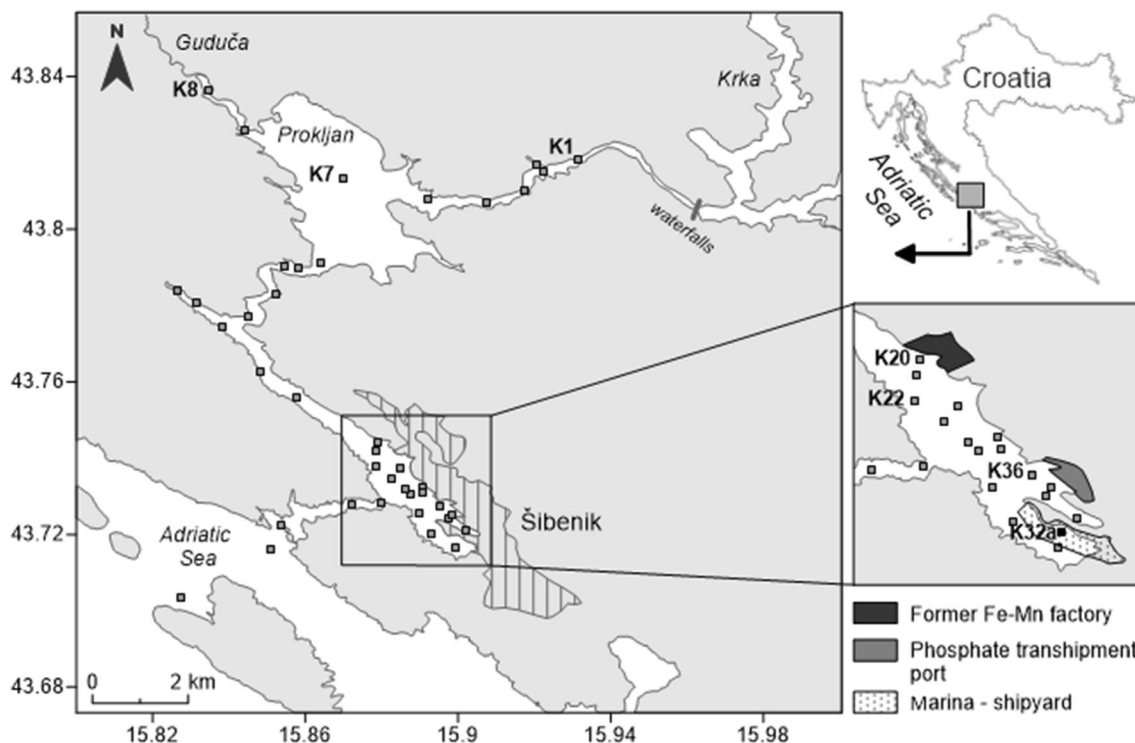 N
Guduča
K8
Prokljan
K7
K1
Krka
waterfalls
Šibenik
Adriatic
Sea
0 2 km
43.84
43.8
43.76
43.72
43.68
15.82 15.86 15.9 15.94 15.98
Croatia
Adriatic
Sea
K20
K22
K36
K32a
Former Fe-Mn factory
Phosphate transhipment
port
Marina - shipyard